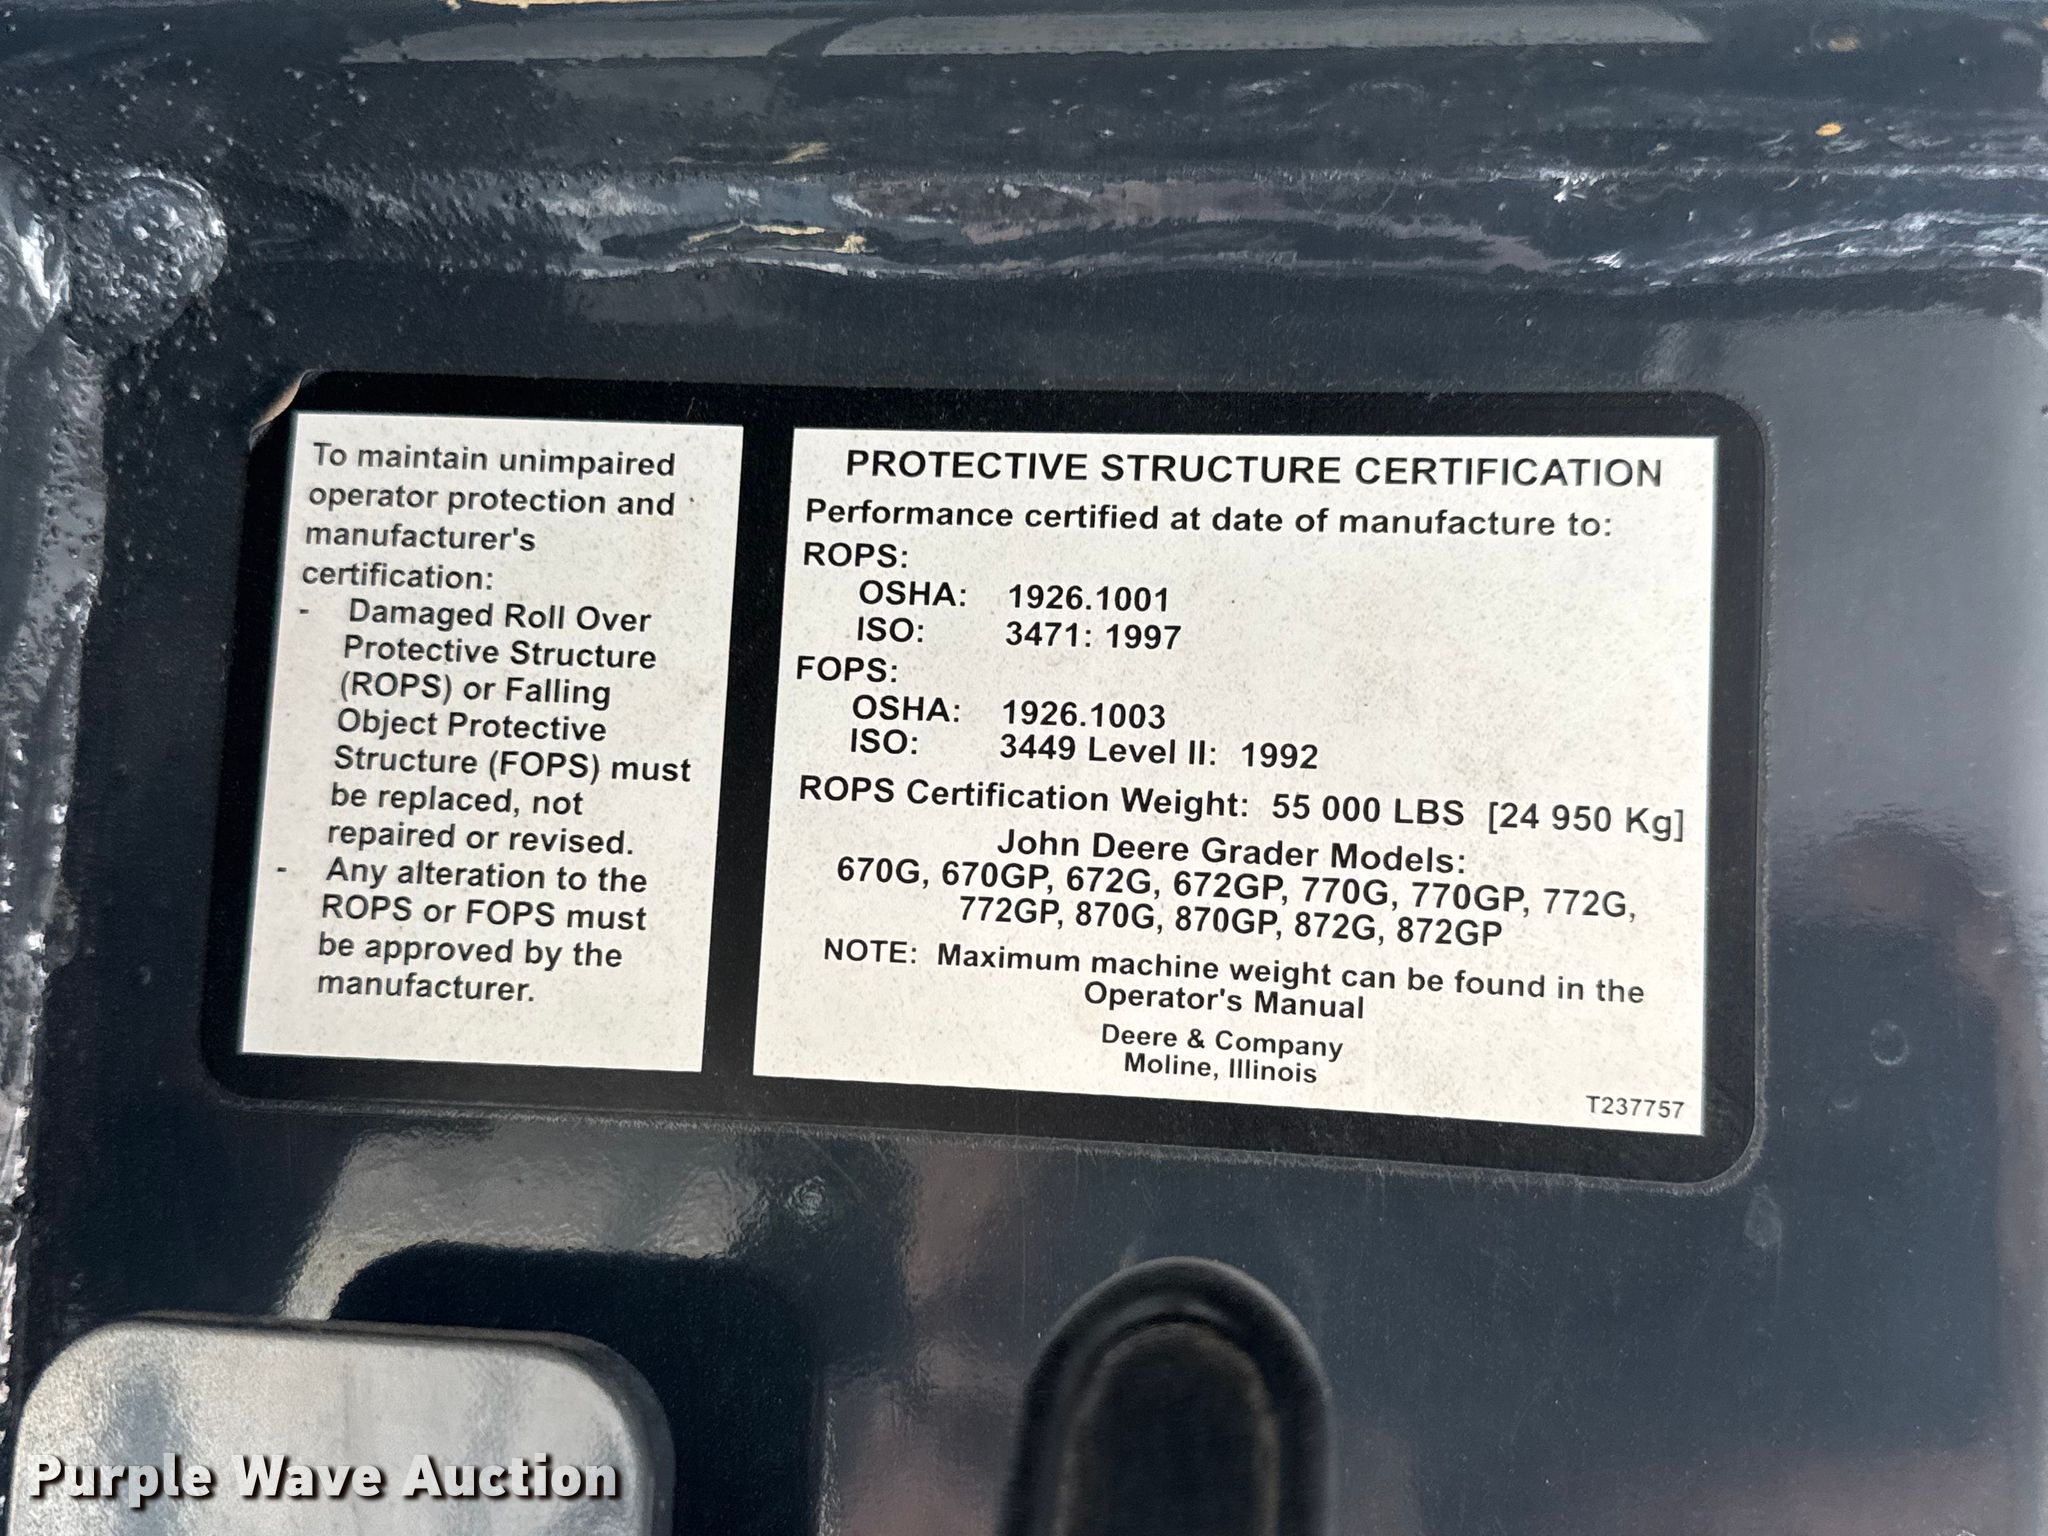 To maintain unimpaired
operator protection and
manufacturer's
certification:
- Damaged Roll Over
Protective Structure
(ROPS) or Falling
Object Protective
Structure (FOPS) must
be replaced, not
repaired or revised.
- Any alteration to the
ROPS or FOPS must
be approved by the
manufacturer.
PROTECTIVE STRUCTURE CERTIFICATION
Performance certified at date of manufacture to:
ROPS:
OSHA: 1926.1001
ISO: 3471: 1997
FOPS:
OSHA: 1926.1003
ISO: 3449 Level II: 1992
ROPS Certification Weight: 55 000 LBS [24 950 Kg]
John Deere Grader Models:
670G, 670GP, 672G, 672GP, 770G, 770GP, 772G,
772GP, 870G, 870GP, 872G, 872GP
NOTE: Maximum machine weight can be found in the
Operator's Manual
Deere & Company
Moline, Illinois
T237757
Purple Wave Auction